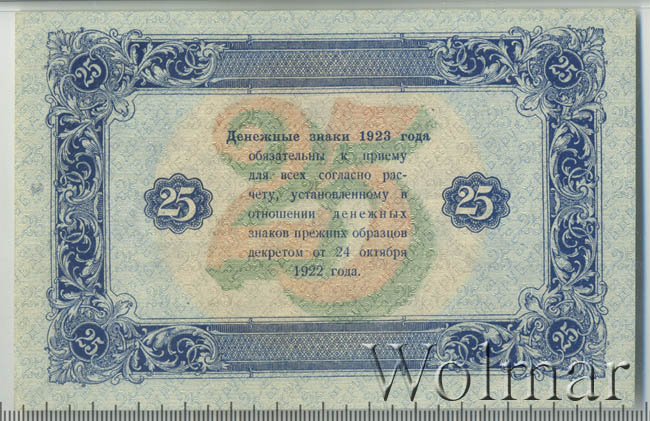 25 25
Денежные знаки 1923 года
обязательны к приему
для всех согласно рас-
25 чету, установленному в 25
отношении денежных
знаков прежних образцов
декретом от 24 октября
1922 года.
25
25 25
Wolmar